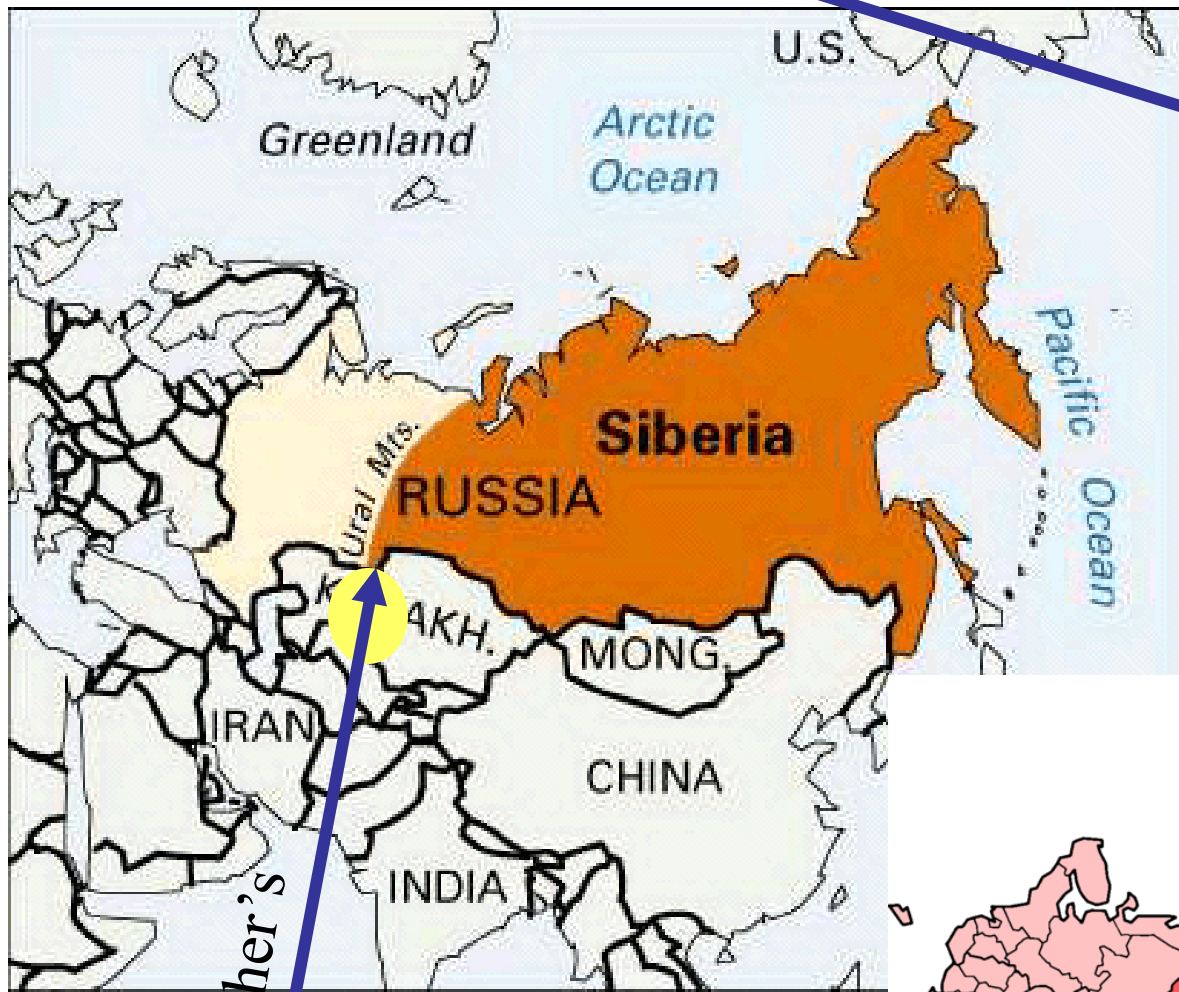 U.S.
Greenland
Arctic
Ocean
Siberia
Ural Mts.
RUSSIA
Pacific
Ocean
AKH.
MONG.
IRAN
CHINA
INDIA
her's